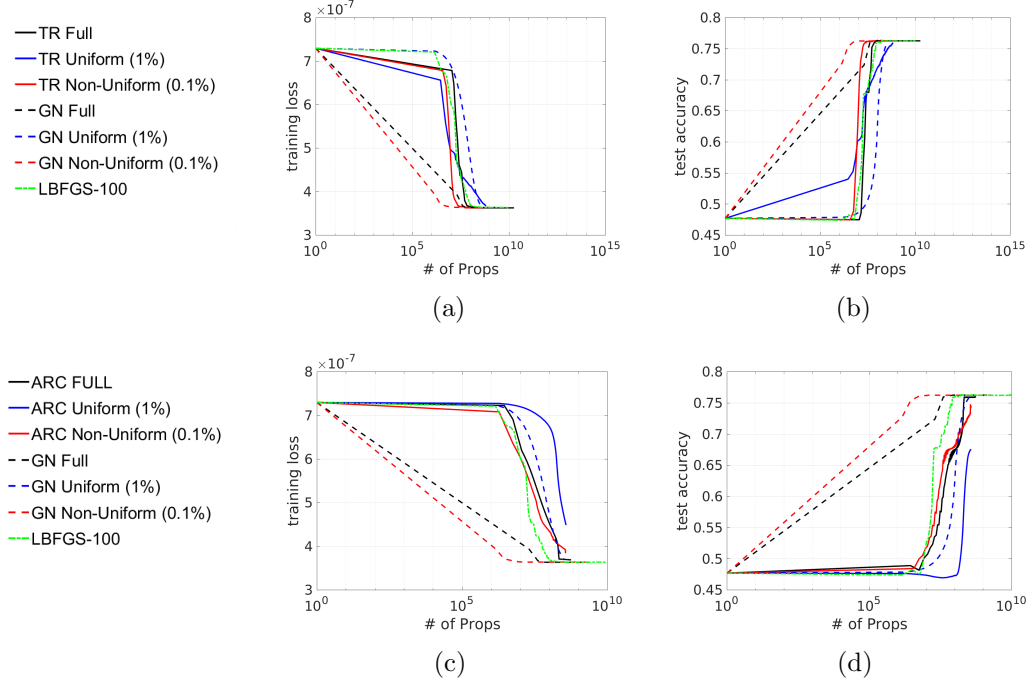 TR Full
TR Uniform (1%)
TR Non-Uniform (0.1%)
GN Full
GN Uniform (1%)
GN Non-Uniform (0.1%)
LBFGS-100
×10^-7
8
7
6
5
4
3
training loss
10^0
10^5
10^10
10^15
# of Props
(a)
0.8
0.75
0.7
0.65
0.6
0.55
0.5
0.45
test accuracy
10^0
10^5
10^10
10^15
# of Props
(b)
ARC FULL
ARC Uniform (1%)
ARC Non-Uniform (0.1%)
GN Full
GN Uniform (1%)
GN Non-Uniform (0.1%)
LBFGS-100
×10^-7
8
7
6
5
4
3
training loss
10^0
10^5
10^10
# of Props
(c)
0.8
0.75
0.7
0.65
0.6
0.55
0.5
0.45
test accuracy
10^0
10^5
10^10
# of Props
(d)